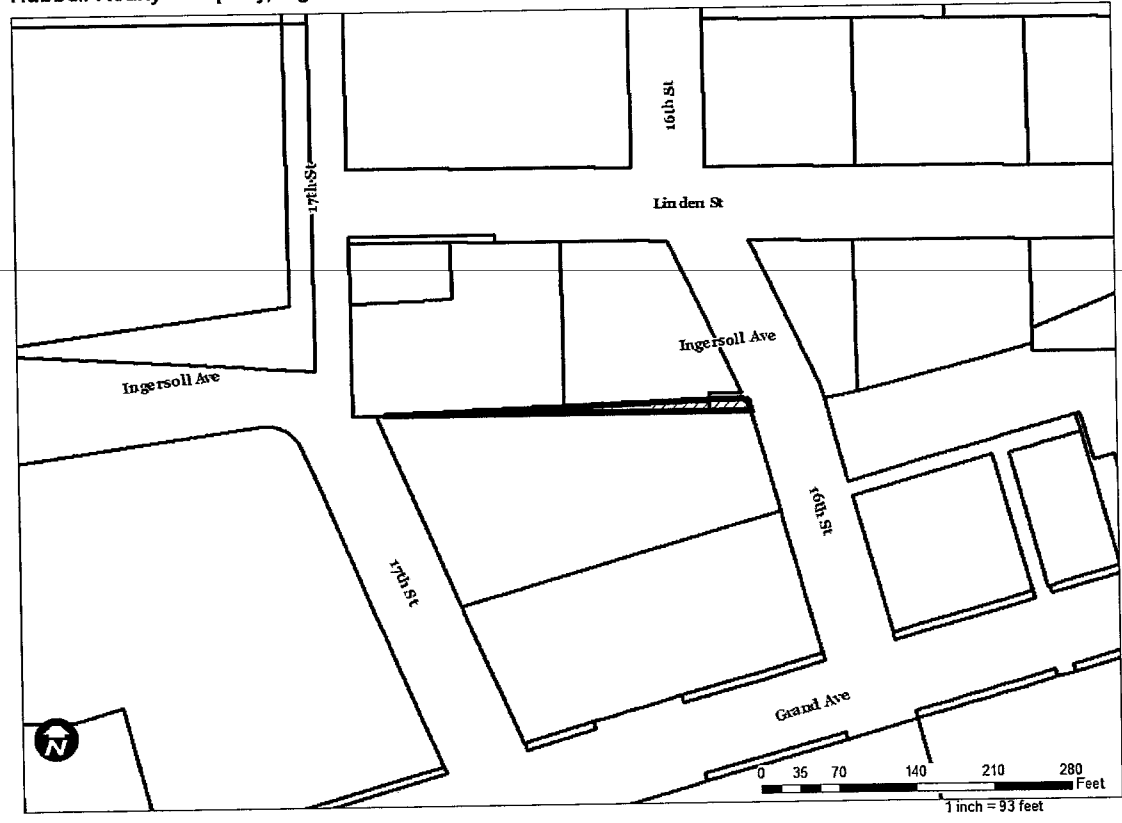 16th St
17th St
Linden St
Ingersoll Ave
Ingersoll Ave
16th St
17th St
Grand Ave
N
0 35 70 140 210 280
Feet
1 inch = 93 feet